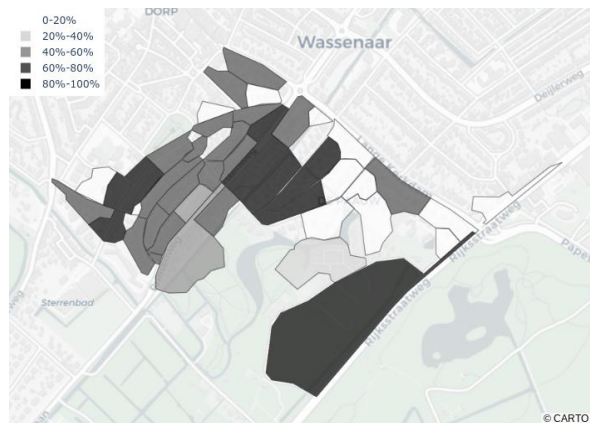 DORP
0-20%
20%-40%
40%-60%
60%-80%
80%-100%
Wassenaar
Deijlerweg
Rijksstraatweg
Sterrenbad
Rijksstraatweg
© CARTO